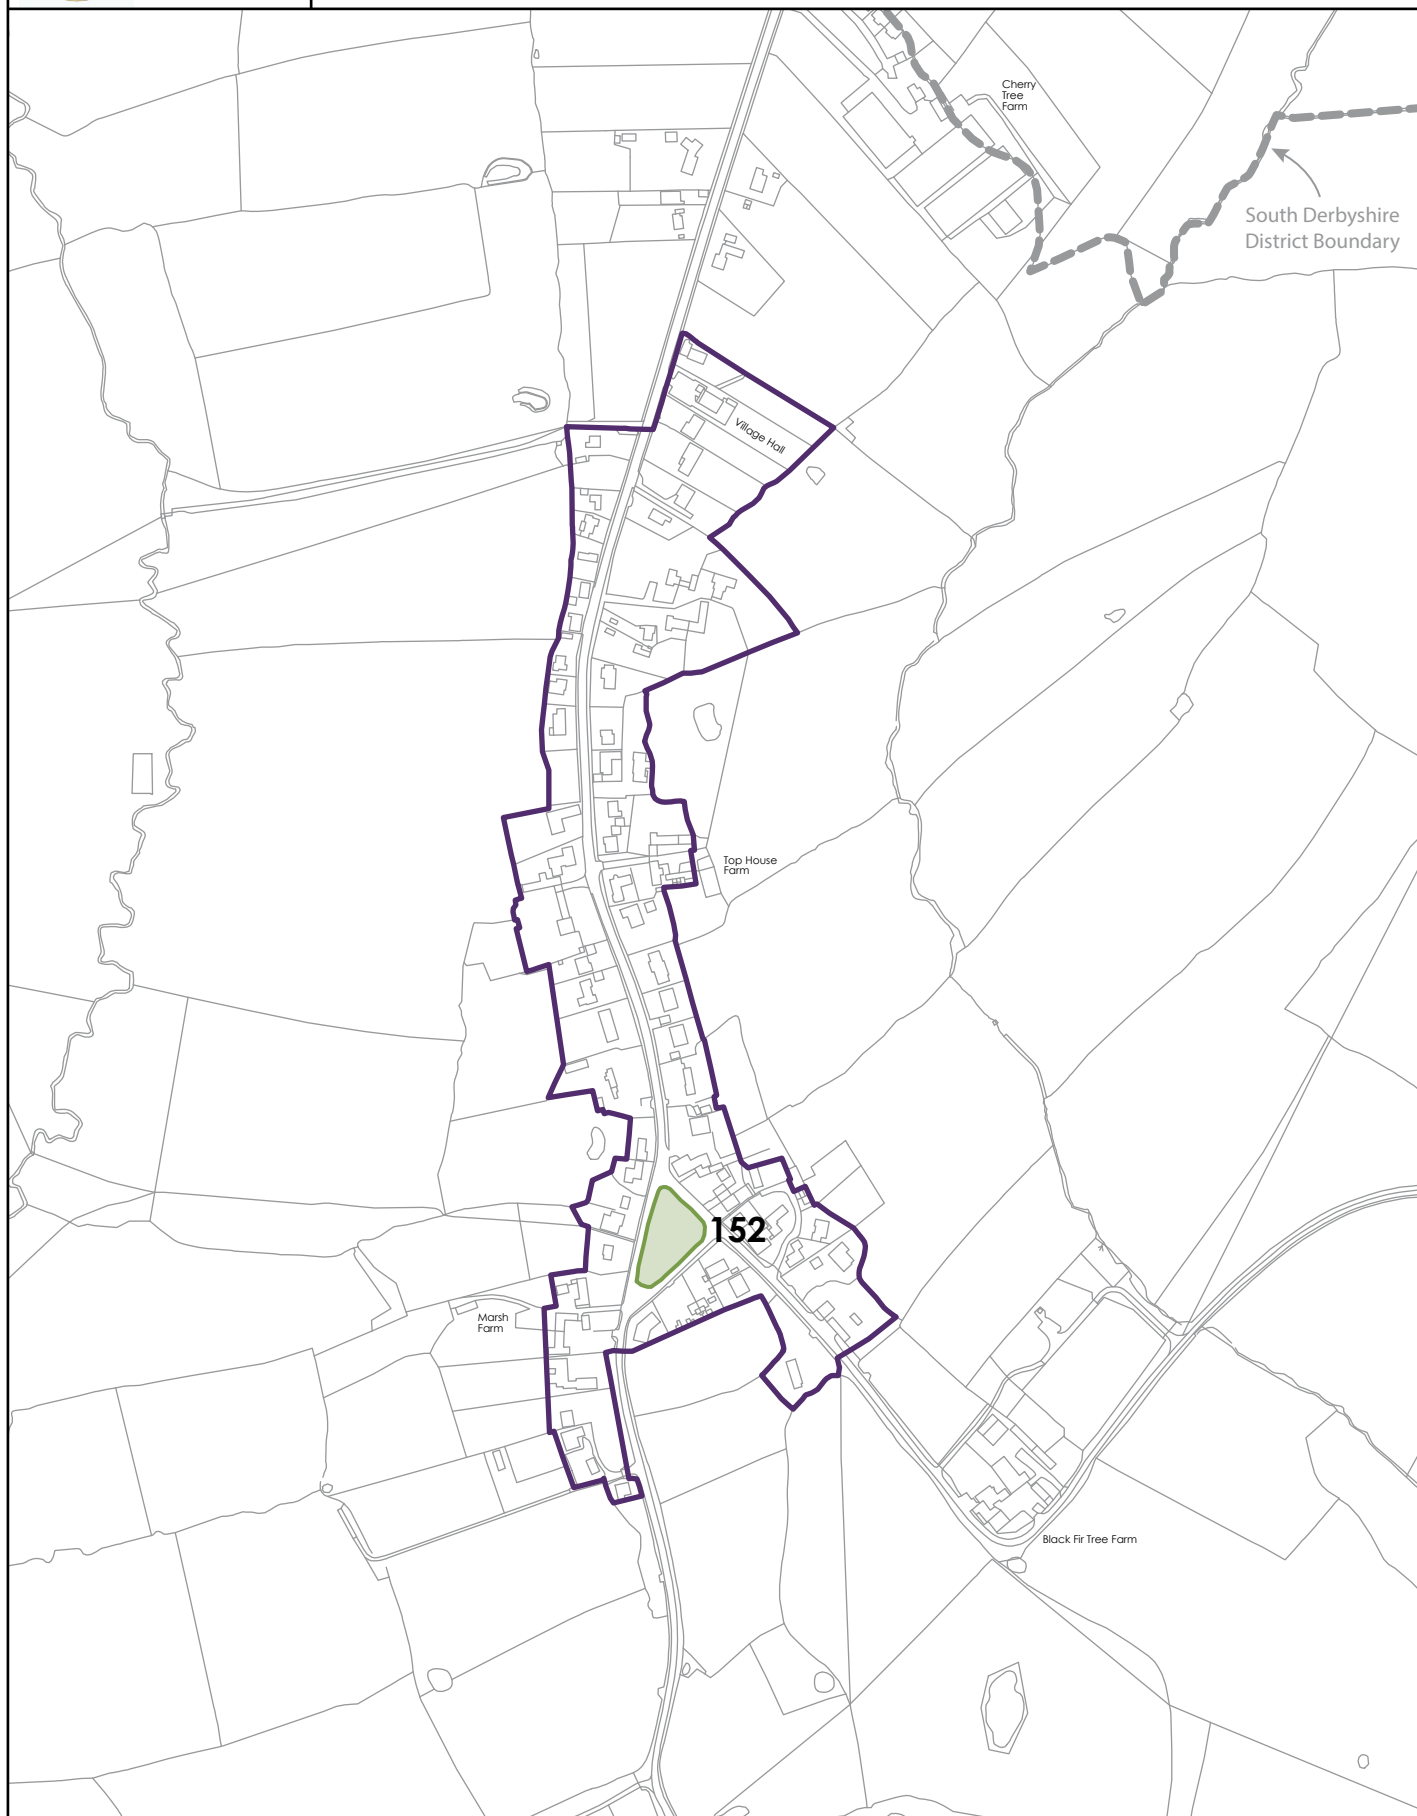 Cherry
Tree
Farm
South Derbyshire
District Boundary
Village Hall
Top House
Farm
152
Marsh
Farm
Black Fir Tree Farm